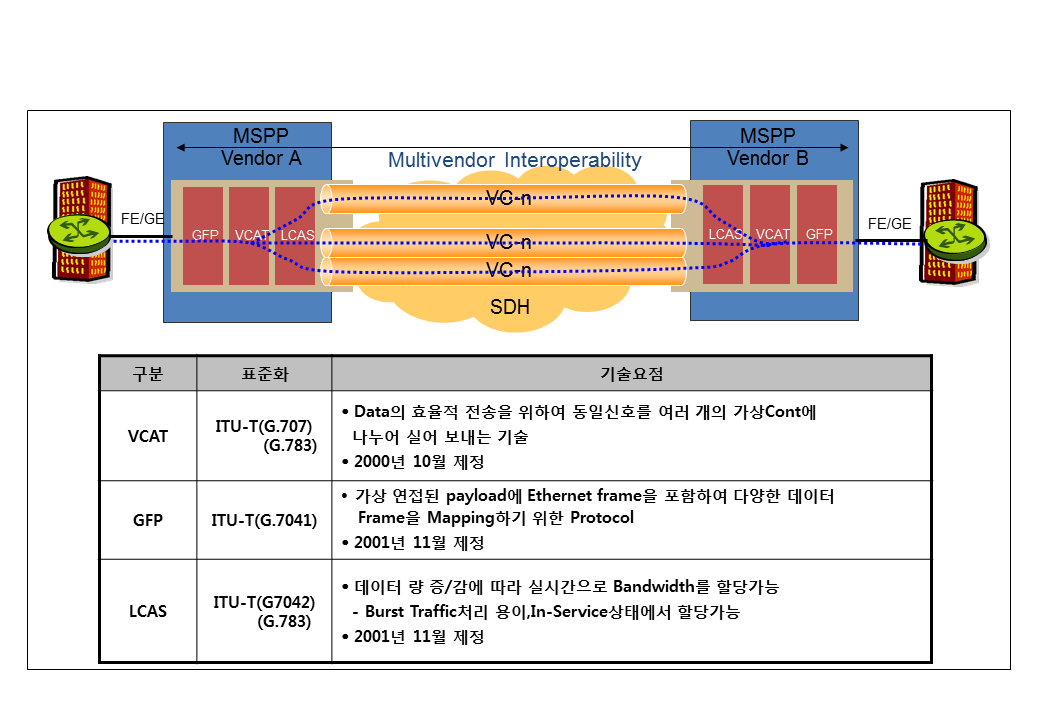 MSPP
Vendor A
MSPP
Vendor B
Multivendor Interoperability
FE/GE
GFP VCAT LCAS
VC-n
VC-n
VC-n
LCAS VCAT GFP
FE/GE
SDH
구분 표준화 기술요점
VCAT
ITU-T(G.707)
(G.783)
• Data의 효율적 전송을 위하여 동일신호를 여러 개의 가상Cont에
나누어 실어 보내는 기술
• 2000년 10월 제정
GFP
ITU-T(G.7041)
• 가상 연접된 payload에 Ethernet frame을 포함하여 다양한 데이터
Frame을 Mapping하기 위한 Protocol
• 2001년 11월 제정
LCAS
ITU-T(G7042)
(G.783)
• 데이터 량 증/감에 따라 실시간으로 Bandwidth를 할당가능
- Burst Traffic처리 용이,In-Service상태에서 할당가능
• 2001년 11월 제정